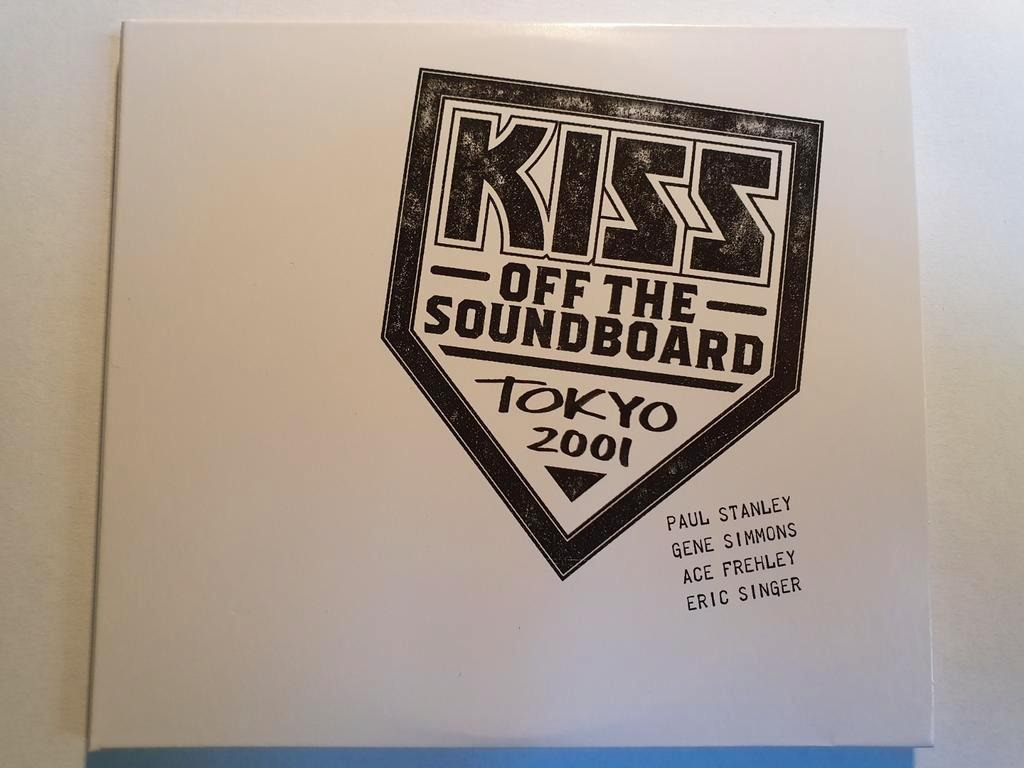 KISS
OFF THE
SOUNDBOARD
TOKYO
2001
PAUL STANLEY
GENE SIMMONS
ACE FREHLEY
ERIC SINGER